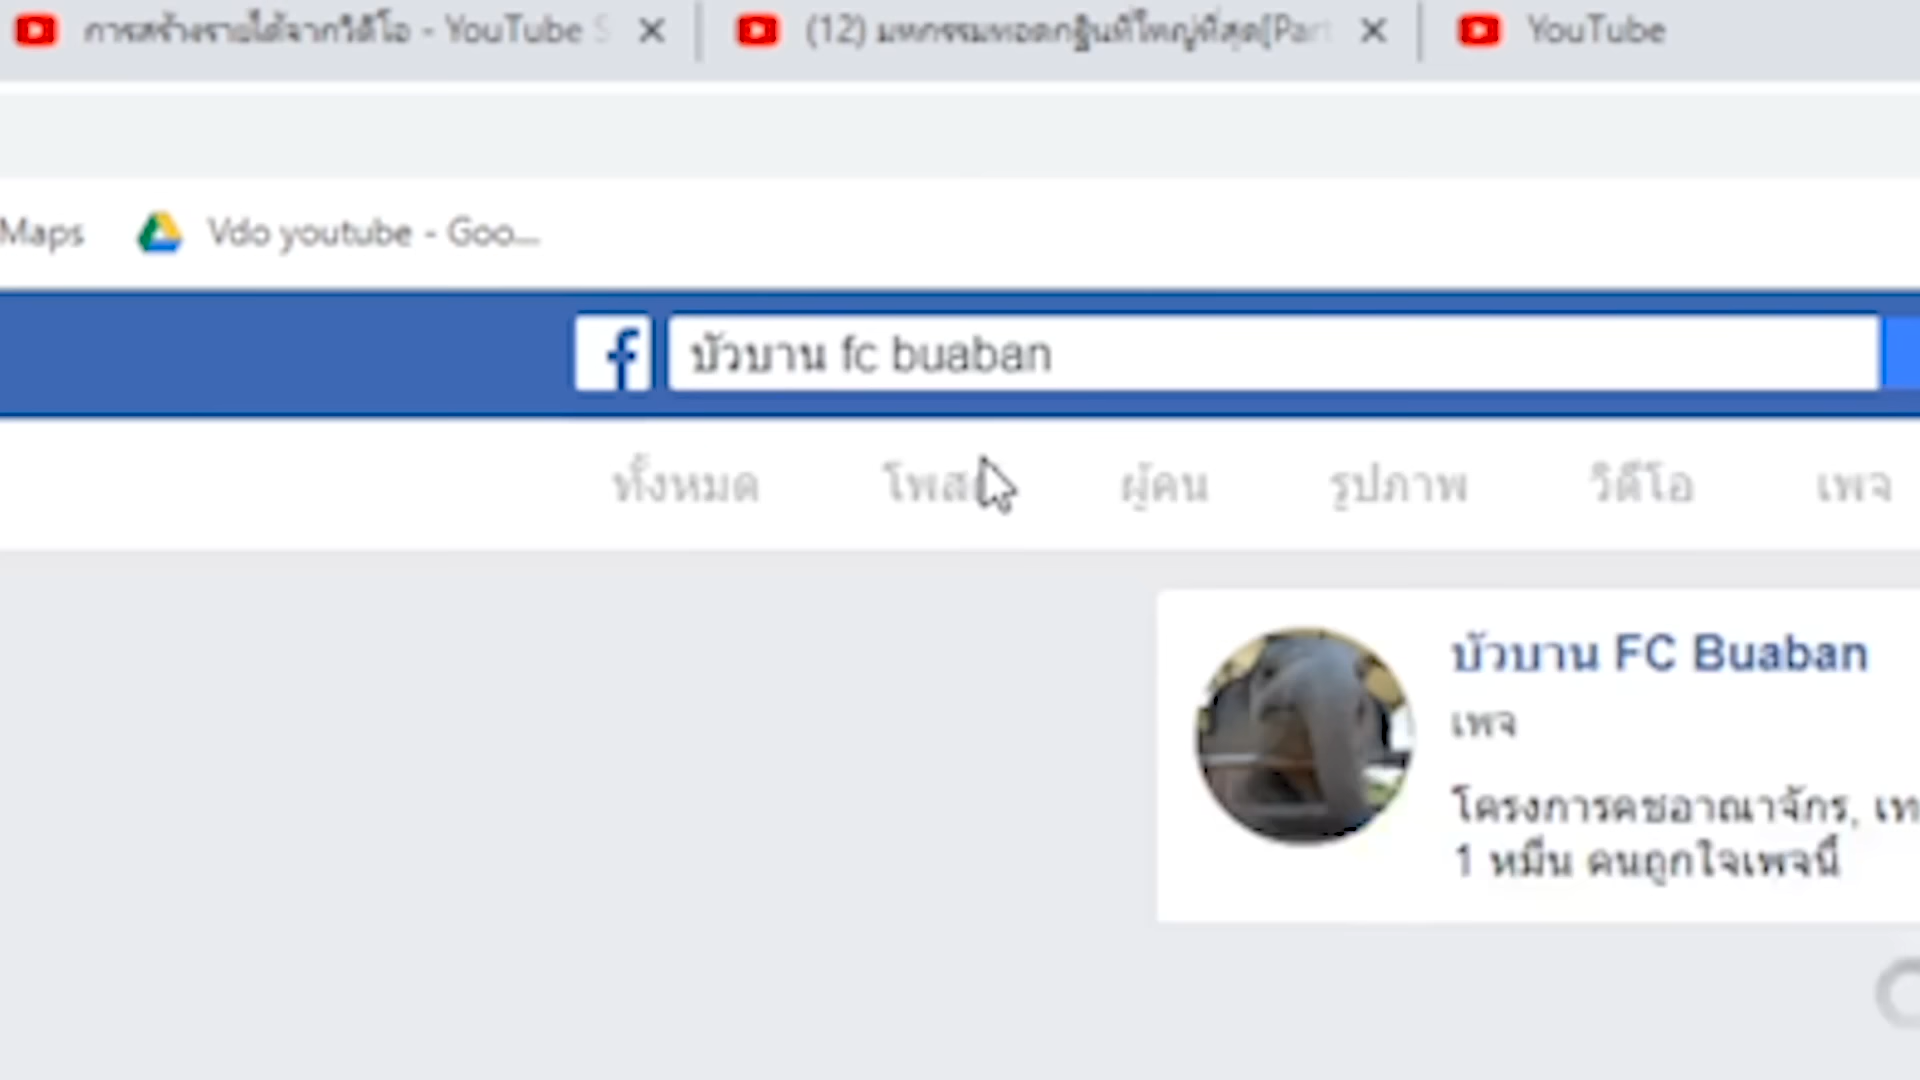 การสร้างรายได้จากวิดีโอ - YouTube S
(12) มหกรรมทอดกฐินที่ใหญ่ที่สุด[Part
YouTube
Maps
Vdo youtube - Goo...
บัวบาน fc buaban
ทั้งหมด
โพส
ผู้คน
รูปภาพ
วิดีโอ
เพจ
บัวบาน FC Buaban
เพจ
โครงการคชอาณาจักร, เท
1 หมื่น คนถูกใจเพจนี้